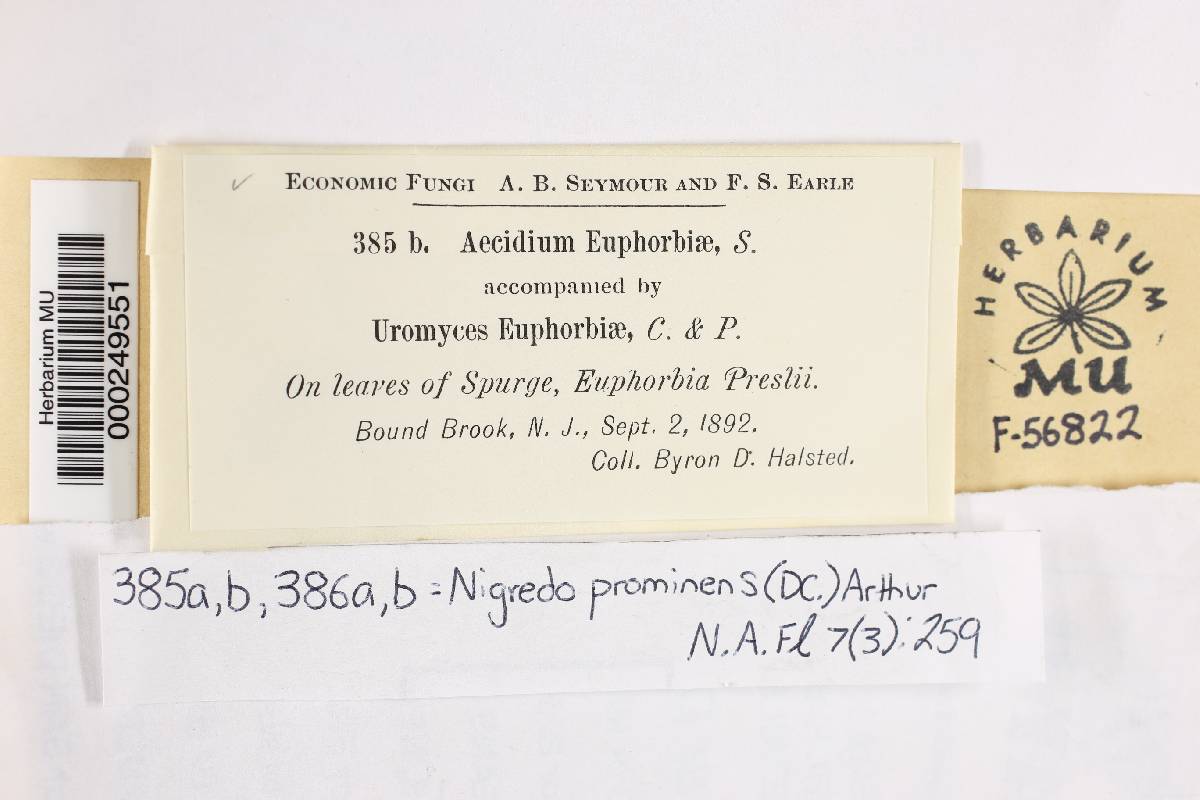 Herbarium MU
000249551
✓ ECONOMIC FUNGI A. B. SEYMOUR AND F. S. EARLE
385 b. Aecidium Euphorbiæ, S.
accompanied by
Uromyces Euphorbiæ, C. & P.
On leaves of Spurge, Euphorbia Preslii.
Bound Brook, N. J., Sept. 2, 1892.
Coll. Byron D. Halsted.
HERBARIUM
MU
F-56822
385a,b, 386a,b = Nigredo prominens (DC.) Arthur
N.A. Fl 7(3): 259